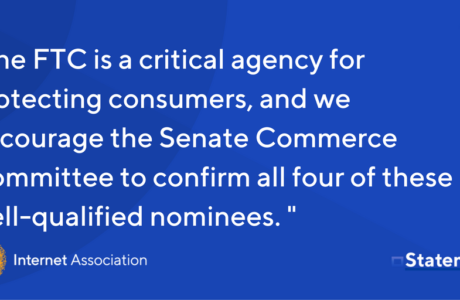 he FTC is a critical agency for
otecting consumers, and we
courage the Senate Commerce
ommittee to confirm all four of these
ell-qualified nominees. "
Internet Association
Statem